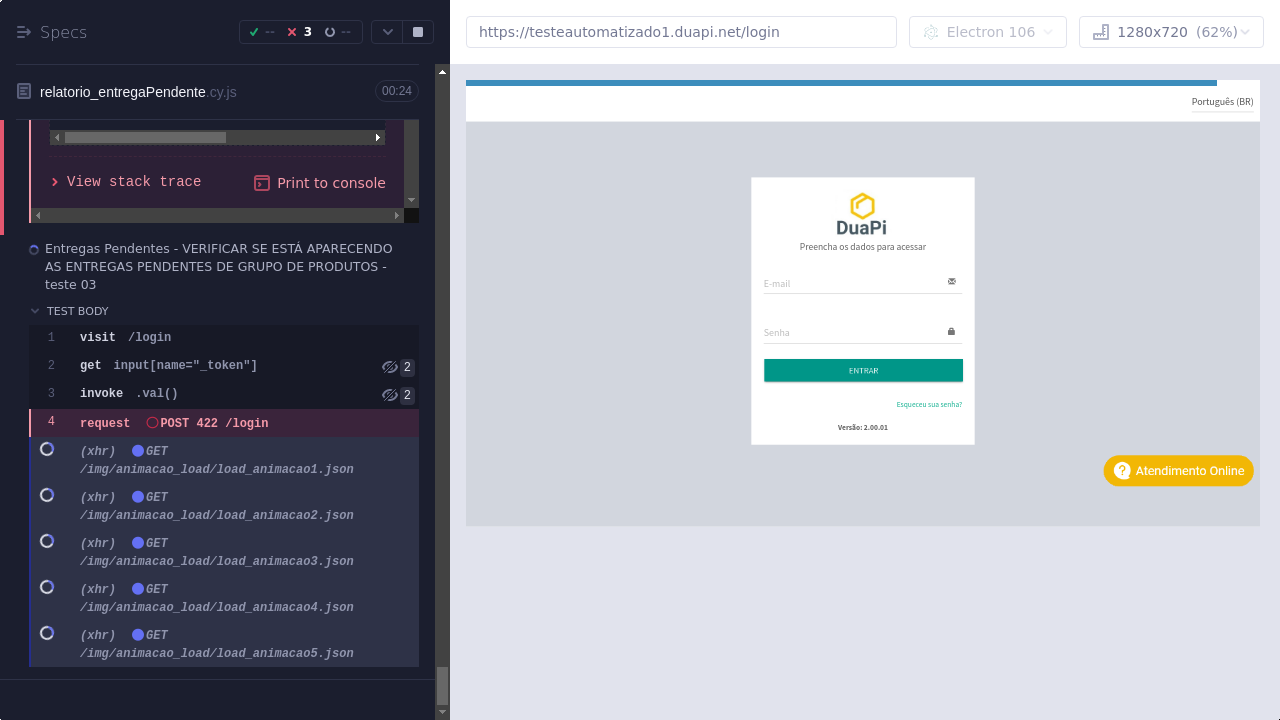 Specs
--
3
--
https://testeautomatizado1.duapi.net/login
Electron 106
1280x720 (62%)
relatorio_entregaPendente.cy.js
00:24
View stack trace
Print to console
Entregas Pendentes - VERIFICAR SE ESTÁ APARECENDO
AS ENTREGAS PENDENTES DE GRUPO DE PRODUTOS -
teste 03
TEST BODY
1 visit /login
2 get input[name="_token"] 2
3 invoke .val() 2
4 request POST 422 /login
(xhr) GET
/img/animacao_load/load_animacao1.json
(xhr) GET
/img/animacao_load/load_animacao2.json
(xhr) GET
/img/animacao_load/load_animacao3.json
(xhr) GET
/img/animacao_load/load_animacao4.json
(xhr) GET
/img/animacao_load/load_animacao5.json
Português (BR)
DuaPi
Preencha os dados para acessar
E-mail
Senha
ENTRAR
Esqueceu sua senha?
Versão: 2.00.01
Atendimento Online